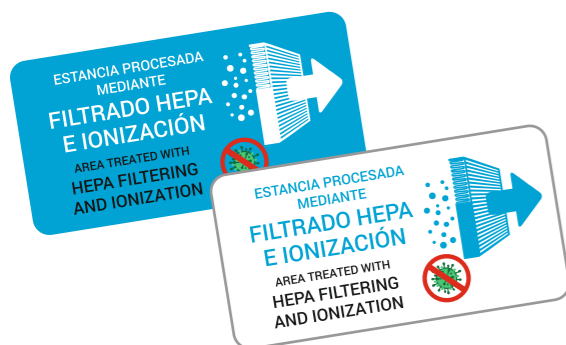 ESTANCIA PROCESADA
MEDIANTE
FILTRADO HEPA
E IONIZACIÓN
AREA TREATED WITH
HEPA FILTERING
AND IONIZATION
ESTANCIA PROCESADA
MEDIANTE
FILTRADO HEPA
E IONIZACIÓN
AREA TREATED WITH
HEPA FILTERING
AND IONIZATION